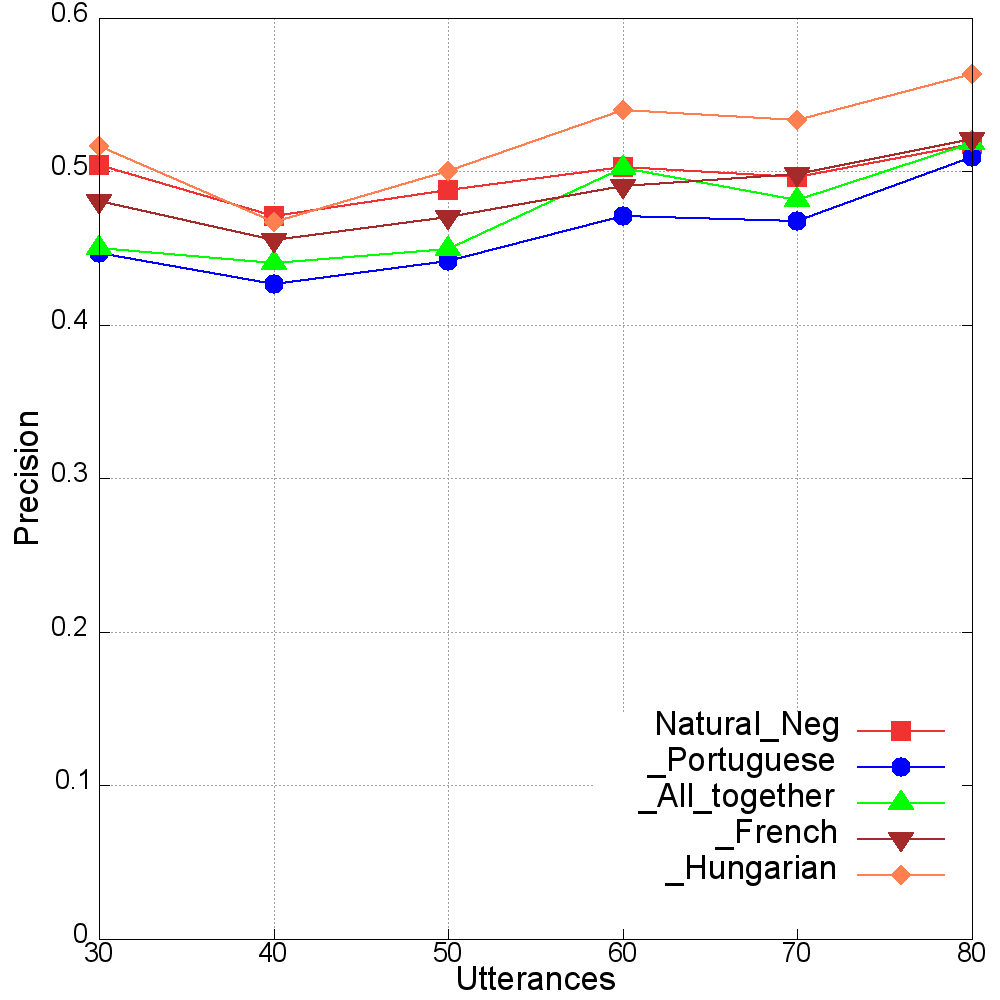 0.6
0.5
0.4
0.3
0.2
0.1
0
Precision
30 40 50 60 70 80
Utterances
Natural_Neg
_Portuguese
_All_together
_French
_Hungarian